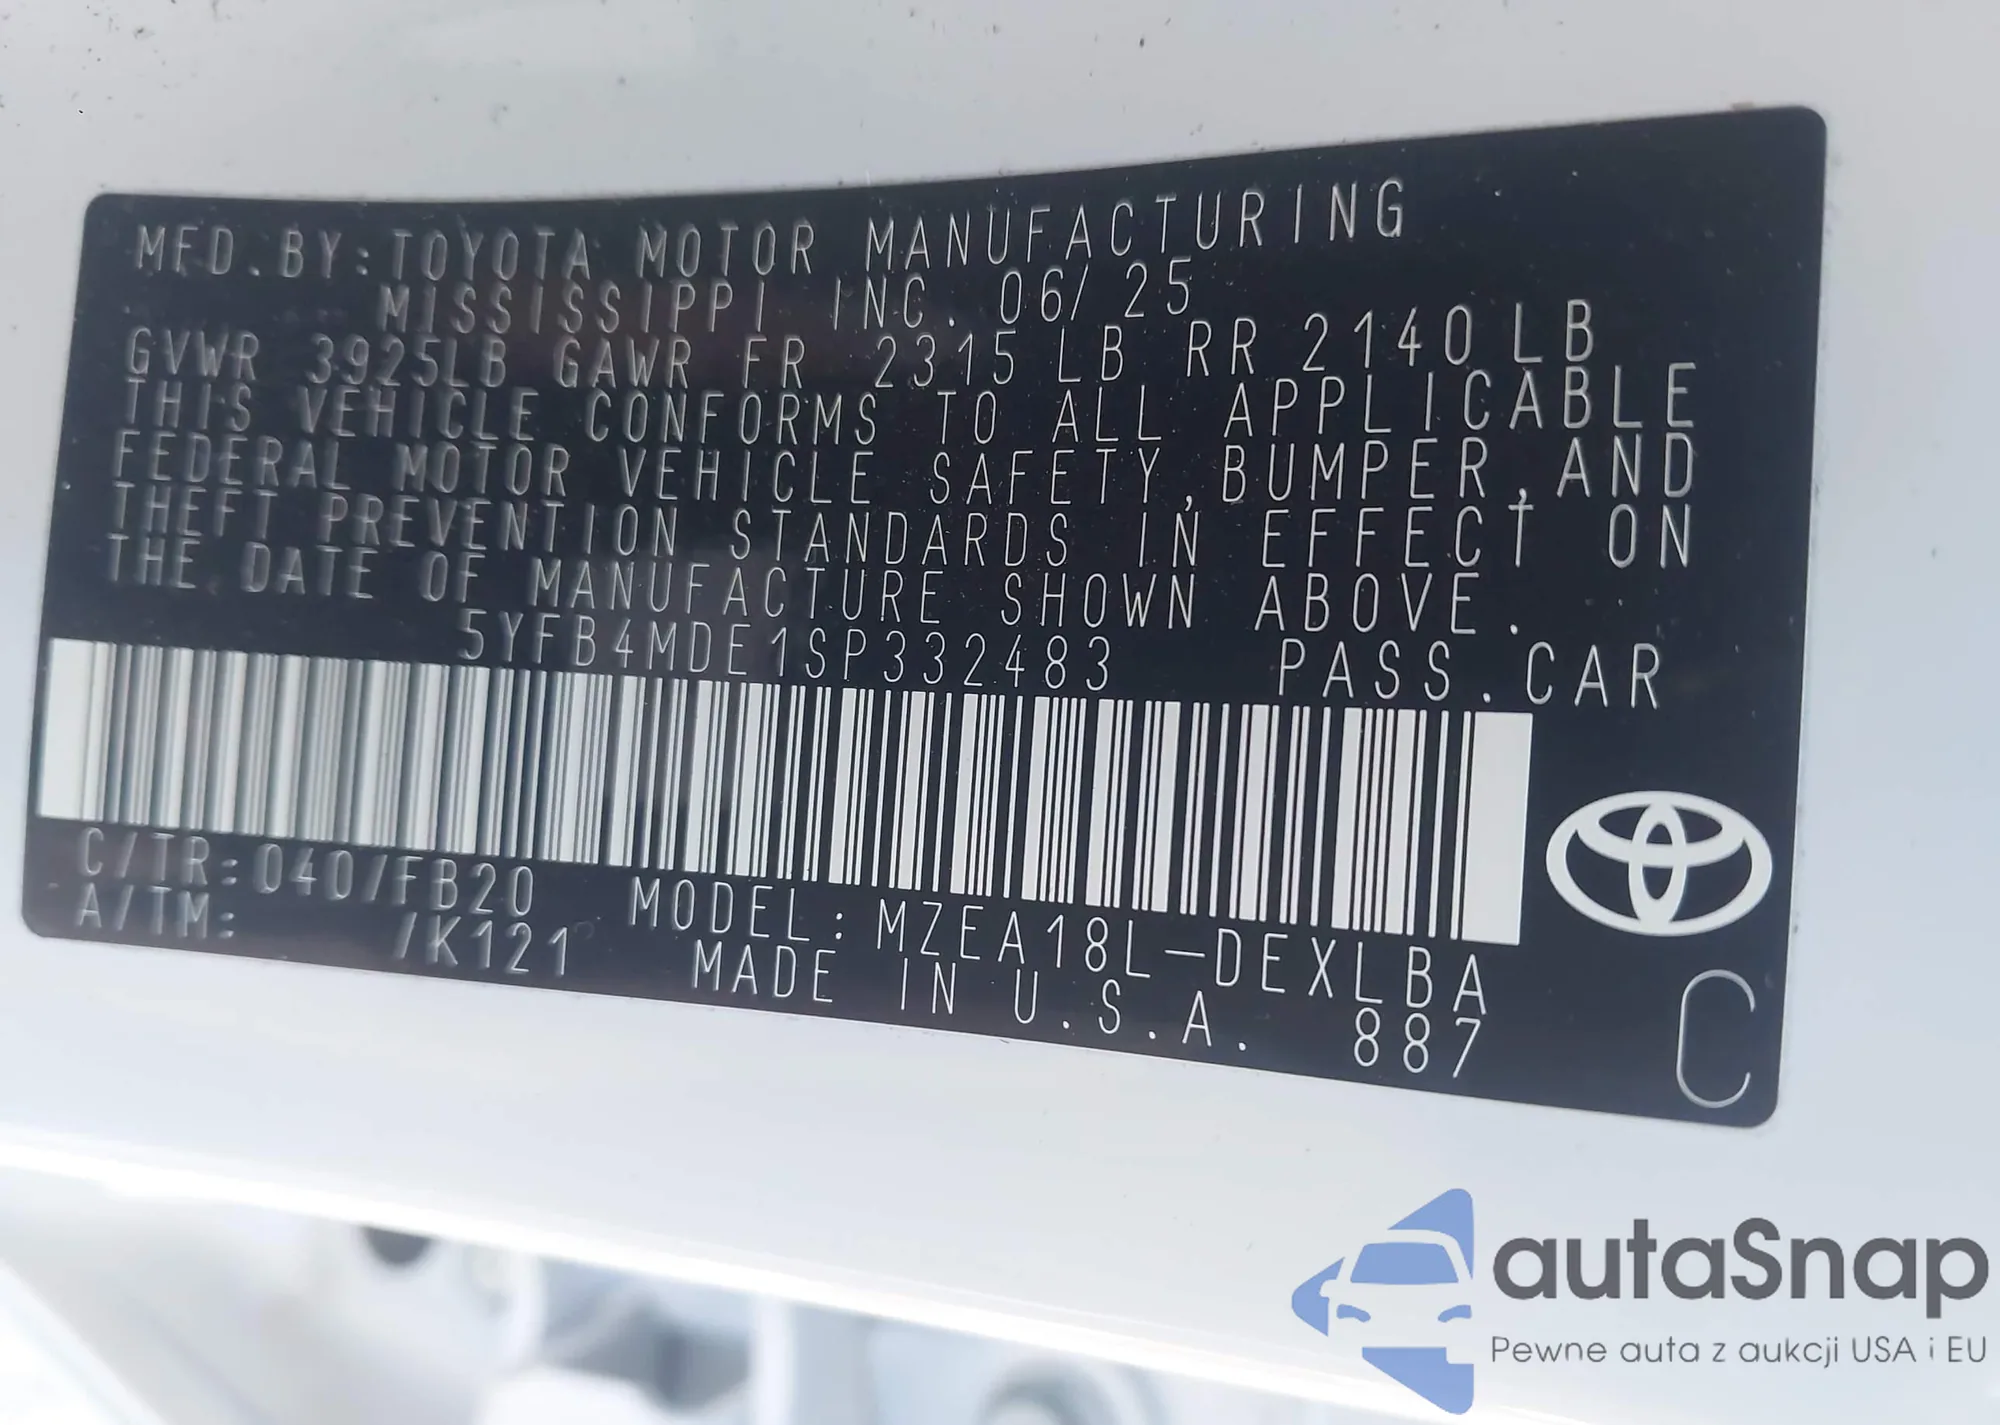 MFD. BY: TOYOTA MOTOR MANUFACTURING
MISSISSIPPI INC. 06/25
GVWR 3925LB GAWR FR 2315 LB RR 2140 LB
THIS VEHICLE CONFORMS TO ALL APPLICABLE
FEDERAL MOTOR VEHICLE SAFETY, BUMPER, AND
THEFT PREVENTION STANDARDS IN EFFECT ON
THE DATE OF MANUFACTURE SHOWN ABOVE.
5YFB4MDE1SP332483 PASS. CAR
C/TR: 040/FB20 MODEL: MZEA18L-DEXLBA
A/TM: /K121 MADE IN U.S.A. 887
C
autaSnap
Pewne auta z aukcji USA i EU